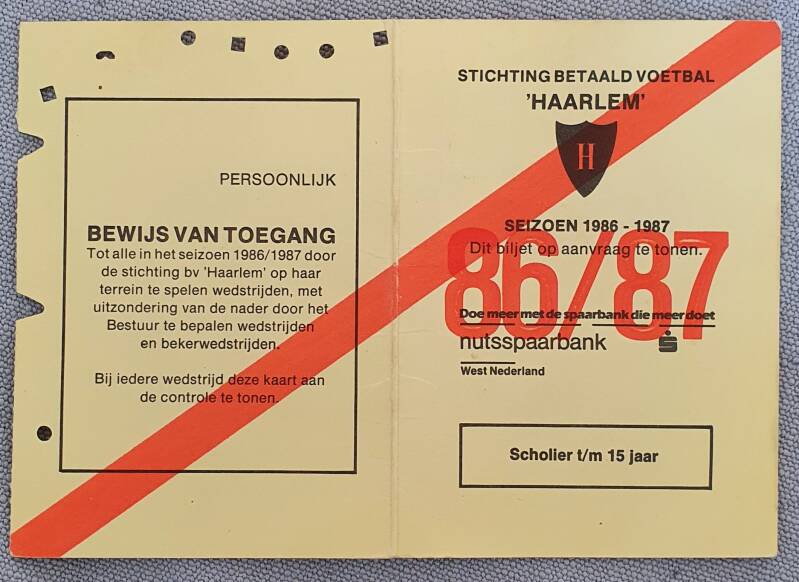 PERSOONLIJK
BEWIJS VAN TOEGANG
Tot alle in het seizoen 1986/1987 door
de stichting bv 'Haarlem' op haar
terrein te spelen wedstrijden, met
uitzondering van de nader door het
Bestuur te bepalen wedstrijden
en bekerwedstrijden.
Bij iedere wedstrijd deze kaart aan
de controle te tonen.
STICHTING BETAALD VOETBAL
'HAARLEM'
H
SEIZOEN 1986 - 1987
Dit biljet op aanvraag te tonen.
86/87
Doe meer met de spaarbank die meer doet
nutsspaarbank
West Nederland
Scholier t/m 15 jaar